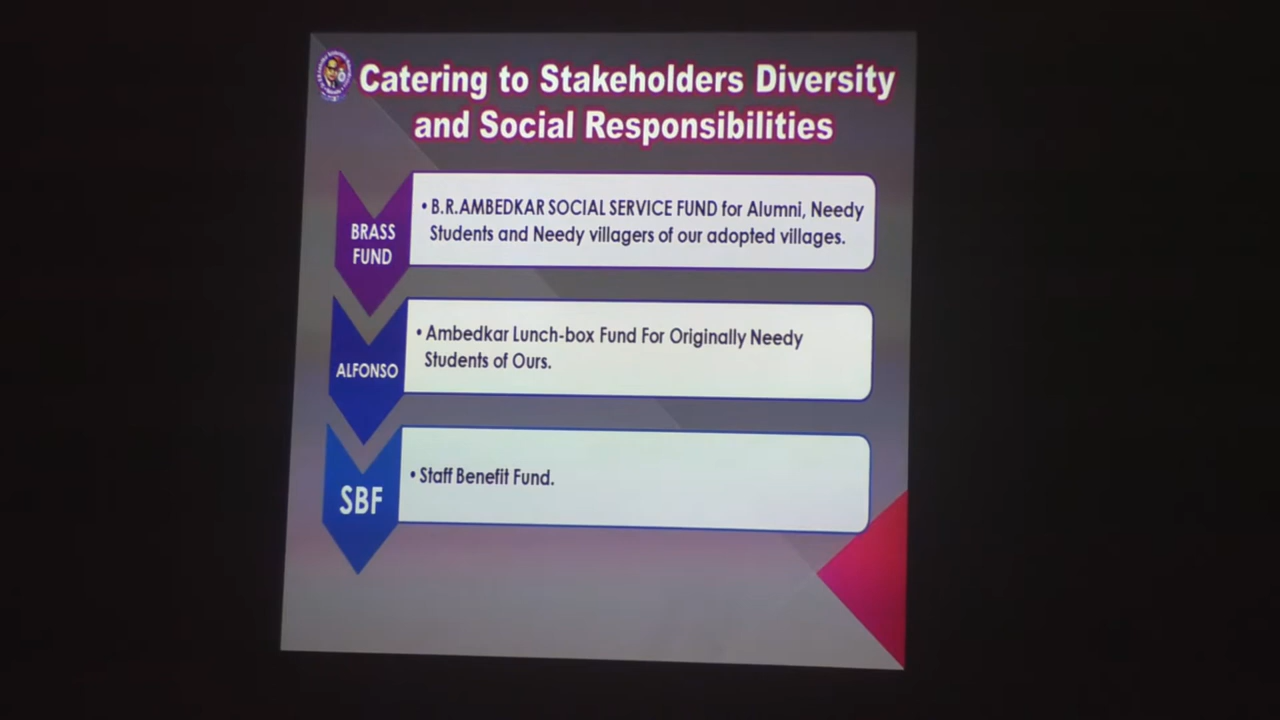 Catering to Stakeholders Diversity
and Social Responsibilities
BRASS
FUND
• B.R.AMBEDKAR SOCIAL SERVICE FUND for Alumni, Needy
Students and Needy villagers of our adopted villages.
ALFONSO
• Ambedkar Lunch-box Fund For Originally Needy
Students of Ours.
SBF
• Staff Benefit Fund.